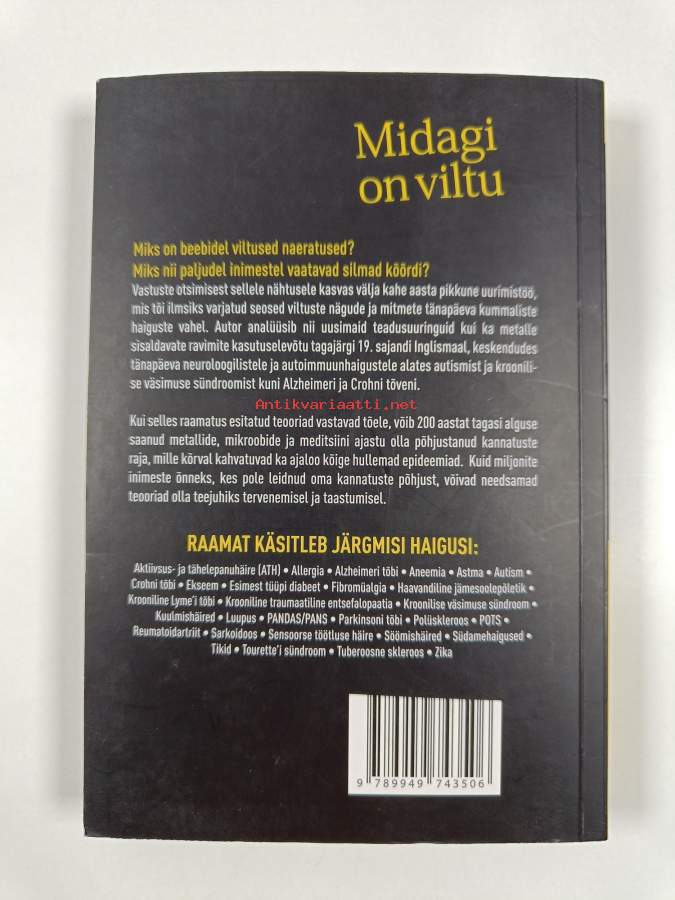 Midagi
on viltu
Miks on beebidel viltused naeratused?
Miks nii paljudel inimestel vaatavad silmad kõõrdi?
Vastuste otsimisest sellele nähtusele kasvas välja kahe aasta pikkune uurimistöö,
mis tõi ilmsiks varjatud seosed viltuste nägude ja mitmete tänapäeva kummaliste
haiguste vahel. Autor analüüsib nii uusimaid teadusuuringuid kui ka metalle
sisaldavate ravimite kasutuselevõtu tagajärgi 19. sajandi Inglismaal, keskendudes
tänapäeva neuroloogilistele ja autoimmuunhaigustele alates autismist ja kroonili-
se väsimuse sündroomist kuni Alzheimeri ja Crohni tõveni.
Antikvariaatti.net
Kui selles raamatus esitatud teooriad vastavad tõele, võib 200 aastat tagasi alguse
saanud metallide, mikroobide ja meditsiini ajastu olla põhjustanud kannatuste
raja, mille kõrval kahvatuvad ka ajaloo kõige hullemad epideemiad. Kuid miljonite
inimeste õnneks, kes pole leidnud oma kannatuste põhjust, võivad needsamad
teooriad olla teejuhiks tervenemisel ja taastumisel.
RAAMAT KÄSITLEB JÄRGMISI HAIGUSI:
Aktiivsus- ja tähelepanuhäire (ATH) • Allergia • Alzheimeri tõbi • Aneemia • Astma • Autism •
Crohni tõbi • Ekseem • Esimest tüüpi diabeet • Fibromüalgia • Haavandiline jämesoolepõletik •
Krooniline Lyme'i tõbi • Krooniline traumaatiline entsefalopaatia • Kroonilise väsimuse sündroom •
Kuulmishäired • Luupus • PANDAS/PANS • Parkinsoni tõbi • Polüskleroos • POTS •
Reumatoidartriit • Sarkoidoos • Sensoorse töötluse häire • Söömishäired • Südamehaigused •
Tikid • Tourette'i sündroom • Tuberoosne skleroos • Zika
9 789949 743506